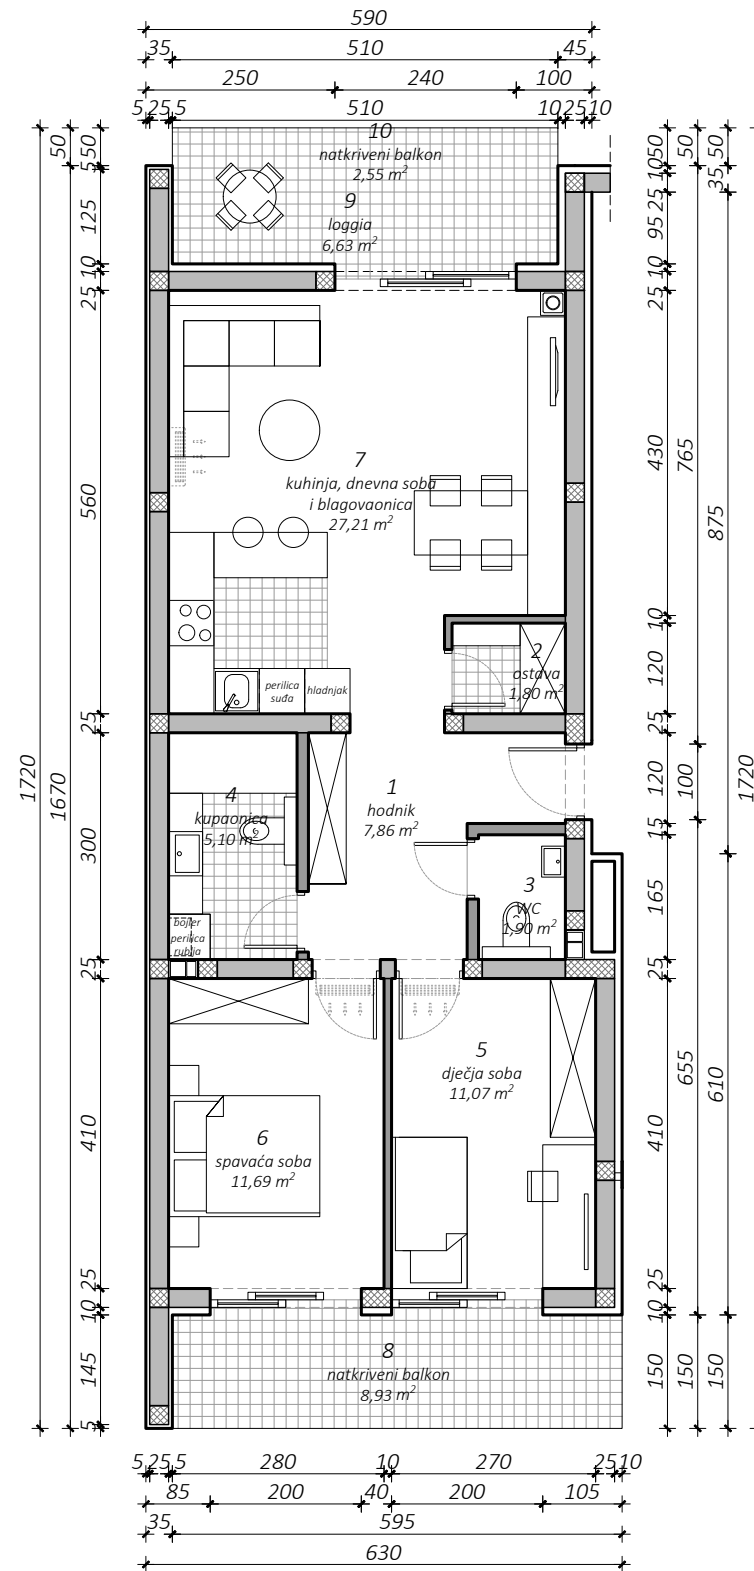 590
35 510 45
250 240 100
5 25 5 510 10 25 10
10
natkriveni balkon
2,55 m²
9
loggia
6,63 m²
7
kuhinja, dnevna soba
i blagovaonica
27,21 m²
2
ostava
1,80 m²
perilica
suđa
hladnjak
1
hodnik
7,86 m²
4
kupaonica
5,10 m²
3
WC
1,90 m²
bojler
perilica
rublja
5
dječja soba
11,07 m²
6
spavaća soba
11,69 m²
8
natkriveni balkon
8,93 m²
1720
50
1670
50
5
125
10
25
560
25
300
25
410
25
10
145
5
50
10
25
95
10
25
430
10
120
25
120
15
165
25
410
25
10
150
50
765
100
655
150
50
35
875
610
150
1720
5 25 5 280 10 270 25 10
85 200 40 200 105
35 595
630